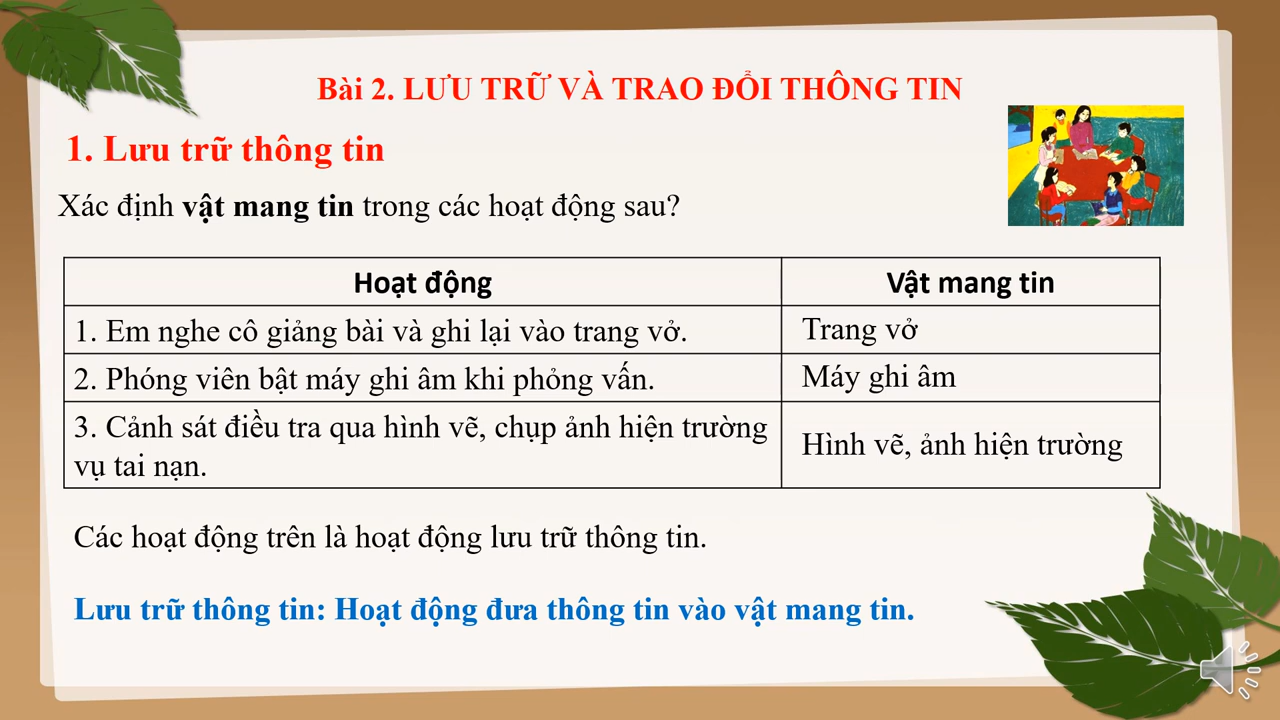 Bài 2. LƯU TRỮ VÀ TRAO ĐỔI THÔNG TIN
1. Lưu trữ thông tin
Xác định vật mang tin trong các hoạt động sau?
Hoạt động
Vật mang tin
1. Em nghe cô giảng bài và ghi lại vào trang vở.
Trang vở
2. Phóng viên bật máy ghi âm khi phỏng vấn.
Máy ghi âm
3. Cảnh sát điều tra qua hình vẽ, chụp ảnh hiện trường
vụ tai nạn.
Hình vẽ, ảnh hiện trường
Các hoạt động trên là hoạt động lưu trữ thông tin.
Lưu trữ thông tin: Hoạt động đưa thông tin vào vật mang tin.